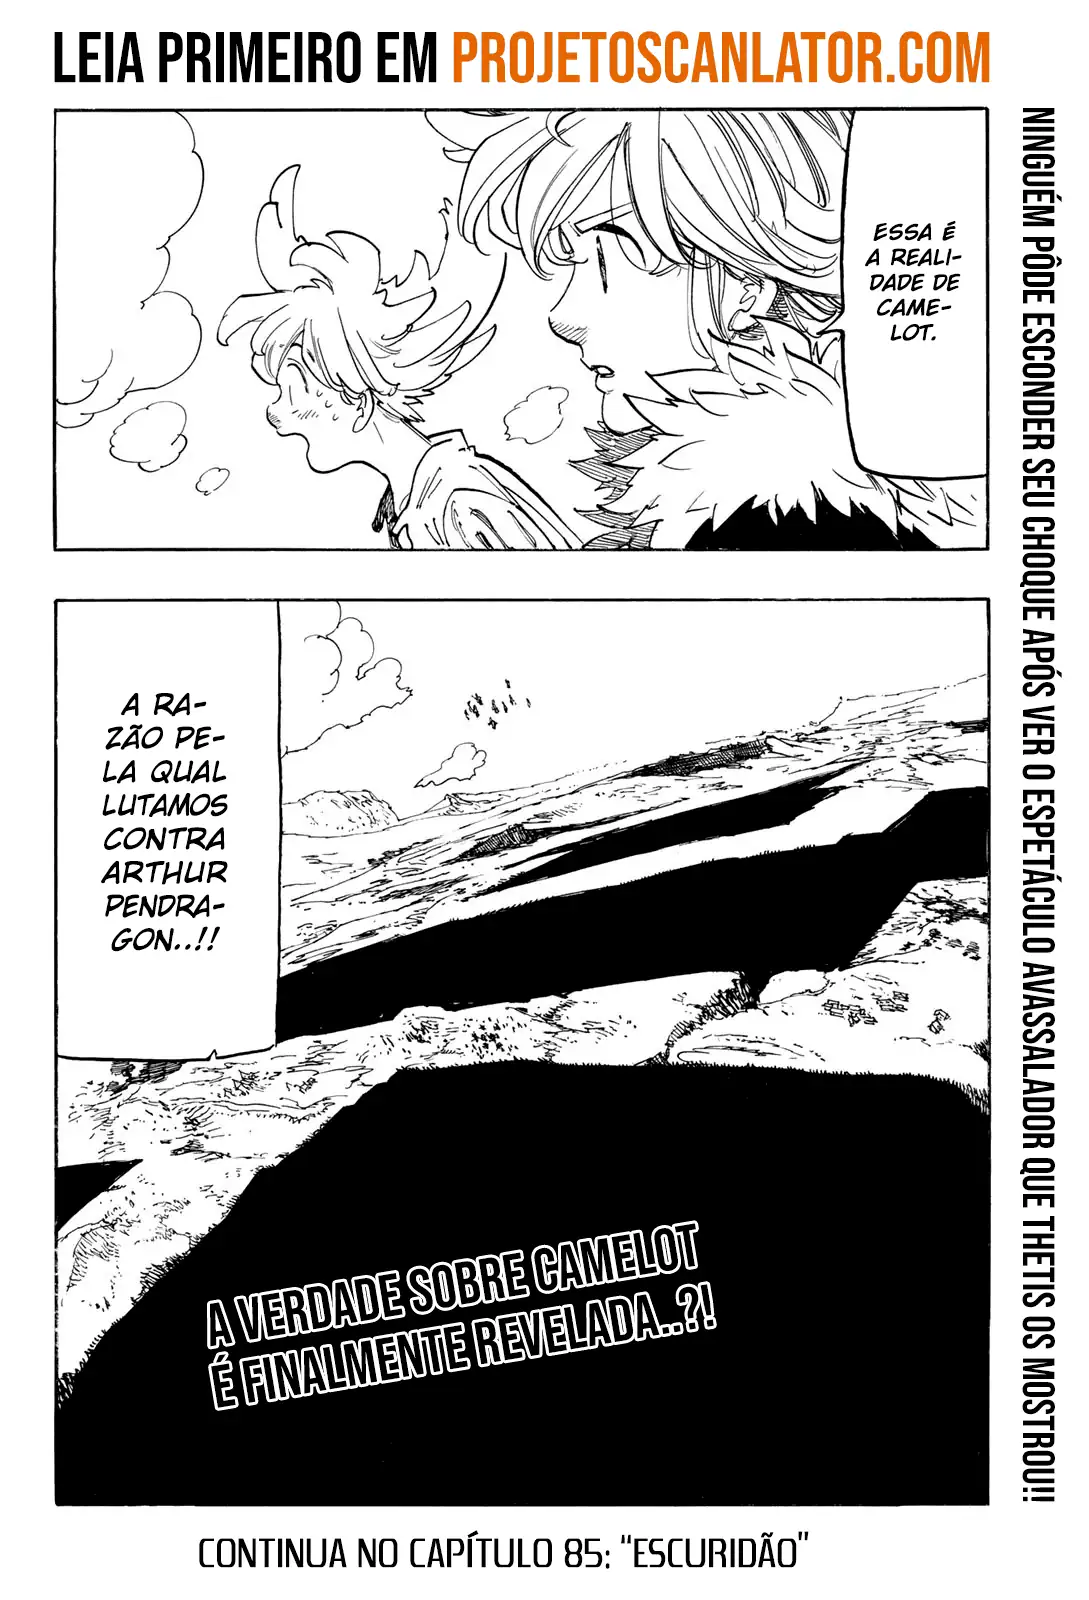 LEIA PRIMEIRO EM PROJETOSCANLATOR.COM
ESSA É
A REALI-
DADE DE
CAME-
LOT.
NINGUÉM PÔDE ESCONDER SEU CHOQUE APÓS VER O ESPETÁCULO AVASSALADOR QUE THETIS OS MOSTROU!!
A RA-
ZÃO PE-
LA QUAL
LUTAMOS
CONTRA
ARTHUR
PENDRA-
GON..!!
A VERDADE SOBRE CAMELOT
É FINALMENTE REVELADA..?!
CONTINUA NO CAPÍTULO 85: “ESCURIDÃO”